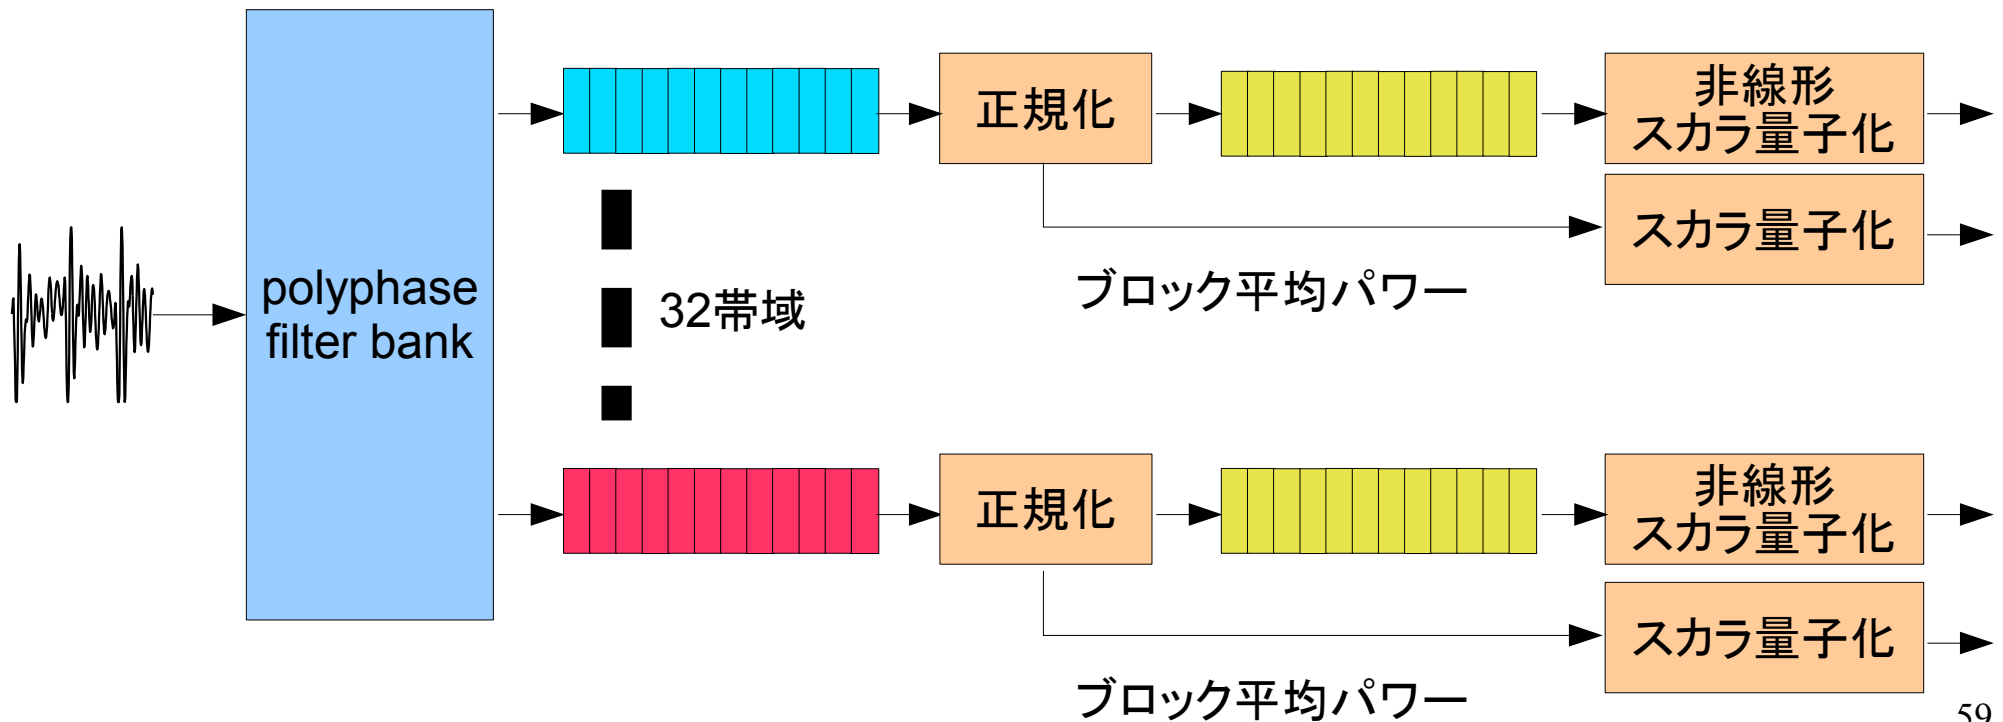 polyphase
filter bank
32帯域
正規化
非線形
スカラ量子化
スカラ量子化
ブロック平均パワー
正規化
非線形
スカラ量子化
スカラ量子化
ブロック平均パワー
59